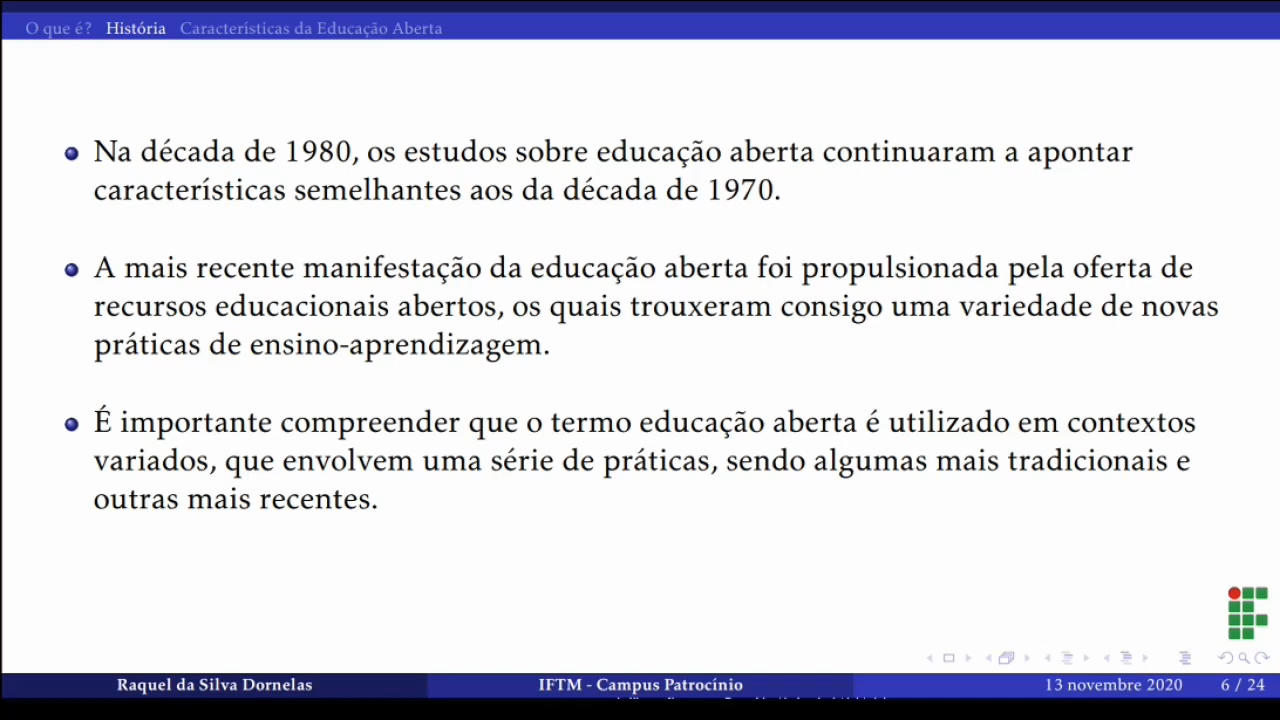 O que é? História Características da Educação Aberta
Na década de 1980, os estudos sobre educação aberta continuaram a apontar
características semelhantes aos da década de 1970.
A mais recente manifestação da educação aberta foi propulsionada pela oferta de
recursos educacionais abertos, os quais trouxeram consigo uma variedade de novas
práticas de ensino-aprendizagem.
É importante compreender que o termo educação aberta é utilizado em contextos
variados, que envolvem uma série de práticas, sendo algumas mais tradicionais e
outras mais recentes.
Raquel da Silva Dornelas IFTM - Campus Patrocínio 13 novembre 2020 6 / 24